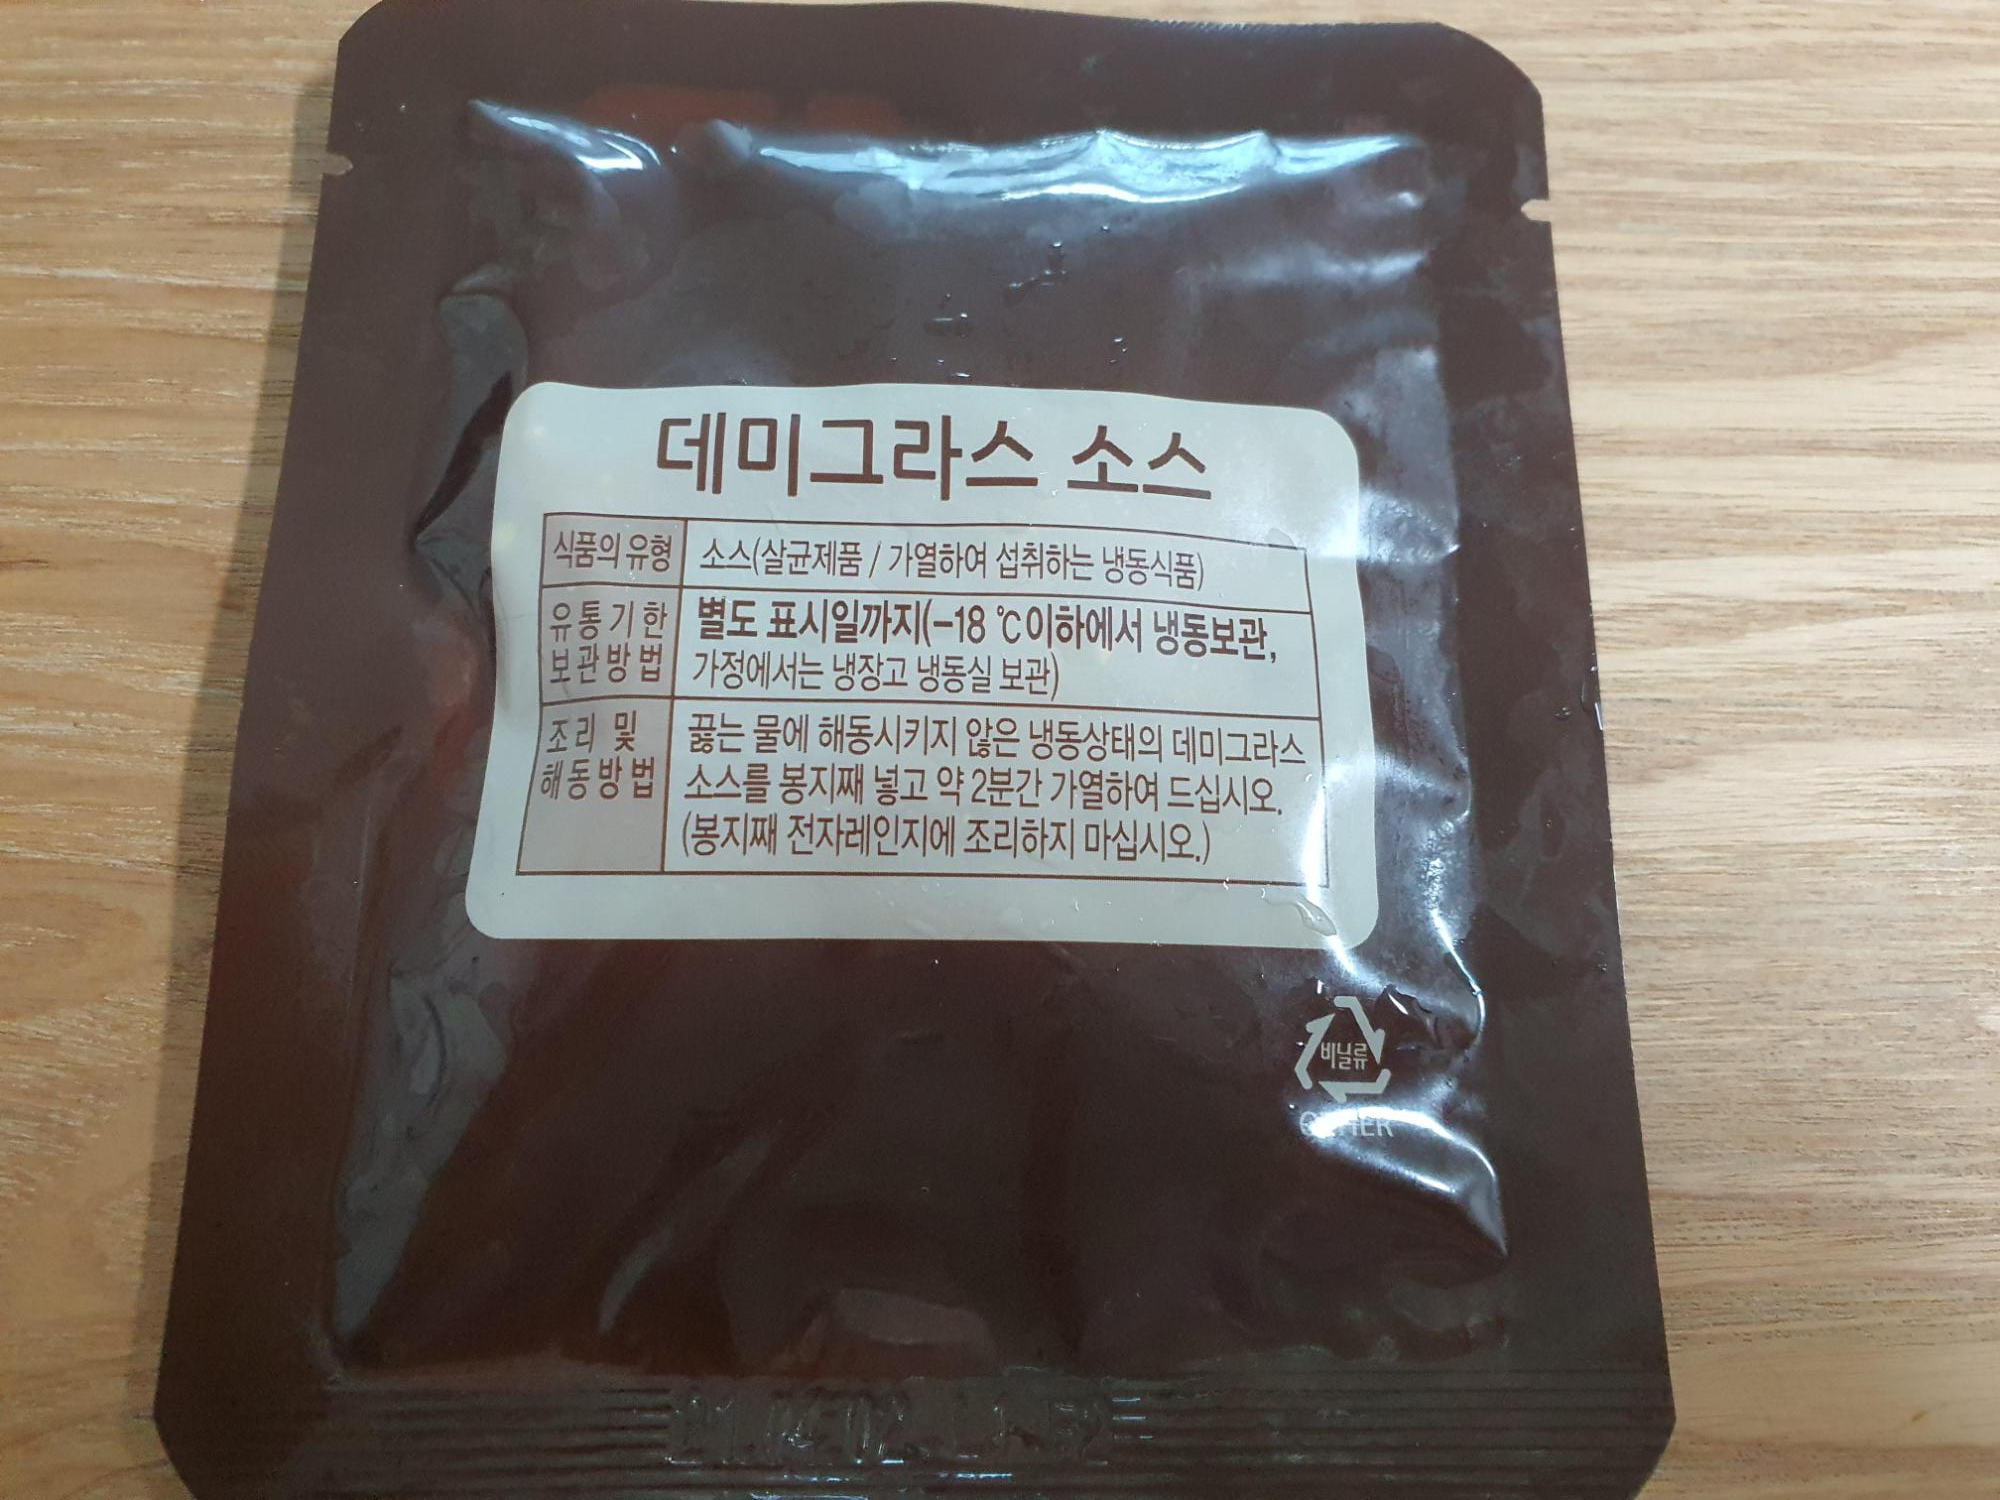 데미그라스 소스
식품의 유형 소스(살균제품 / 가열하여 섭취하는 냉동식품)
유통기한 별도 표시일까지(-18 ℃이하에서 냉동보관,
보관방법 가정에서는 냉장고 냉동실 보관)
조리 및 끓는 물에 해동시키지 않은 냉동상태의 데미그라스
해동방법 소스를 봉지째 넣고 약 2분간 가열하여 드십시오.
(봉지째 전자레인지에 조리하지 마십시오.)
비닐류
OTHER